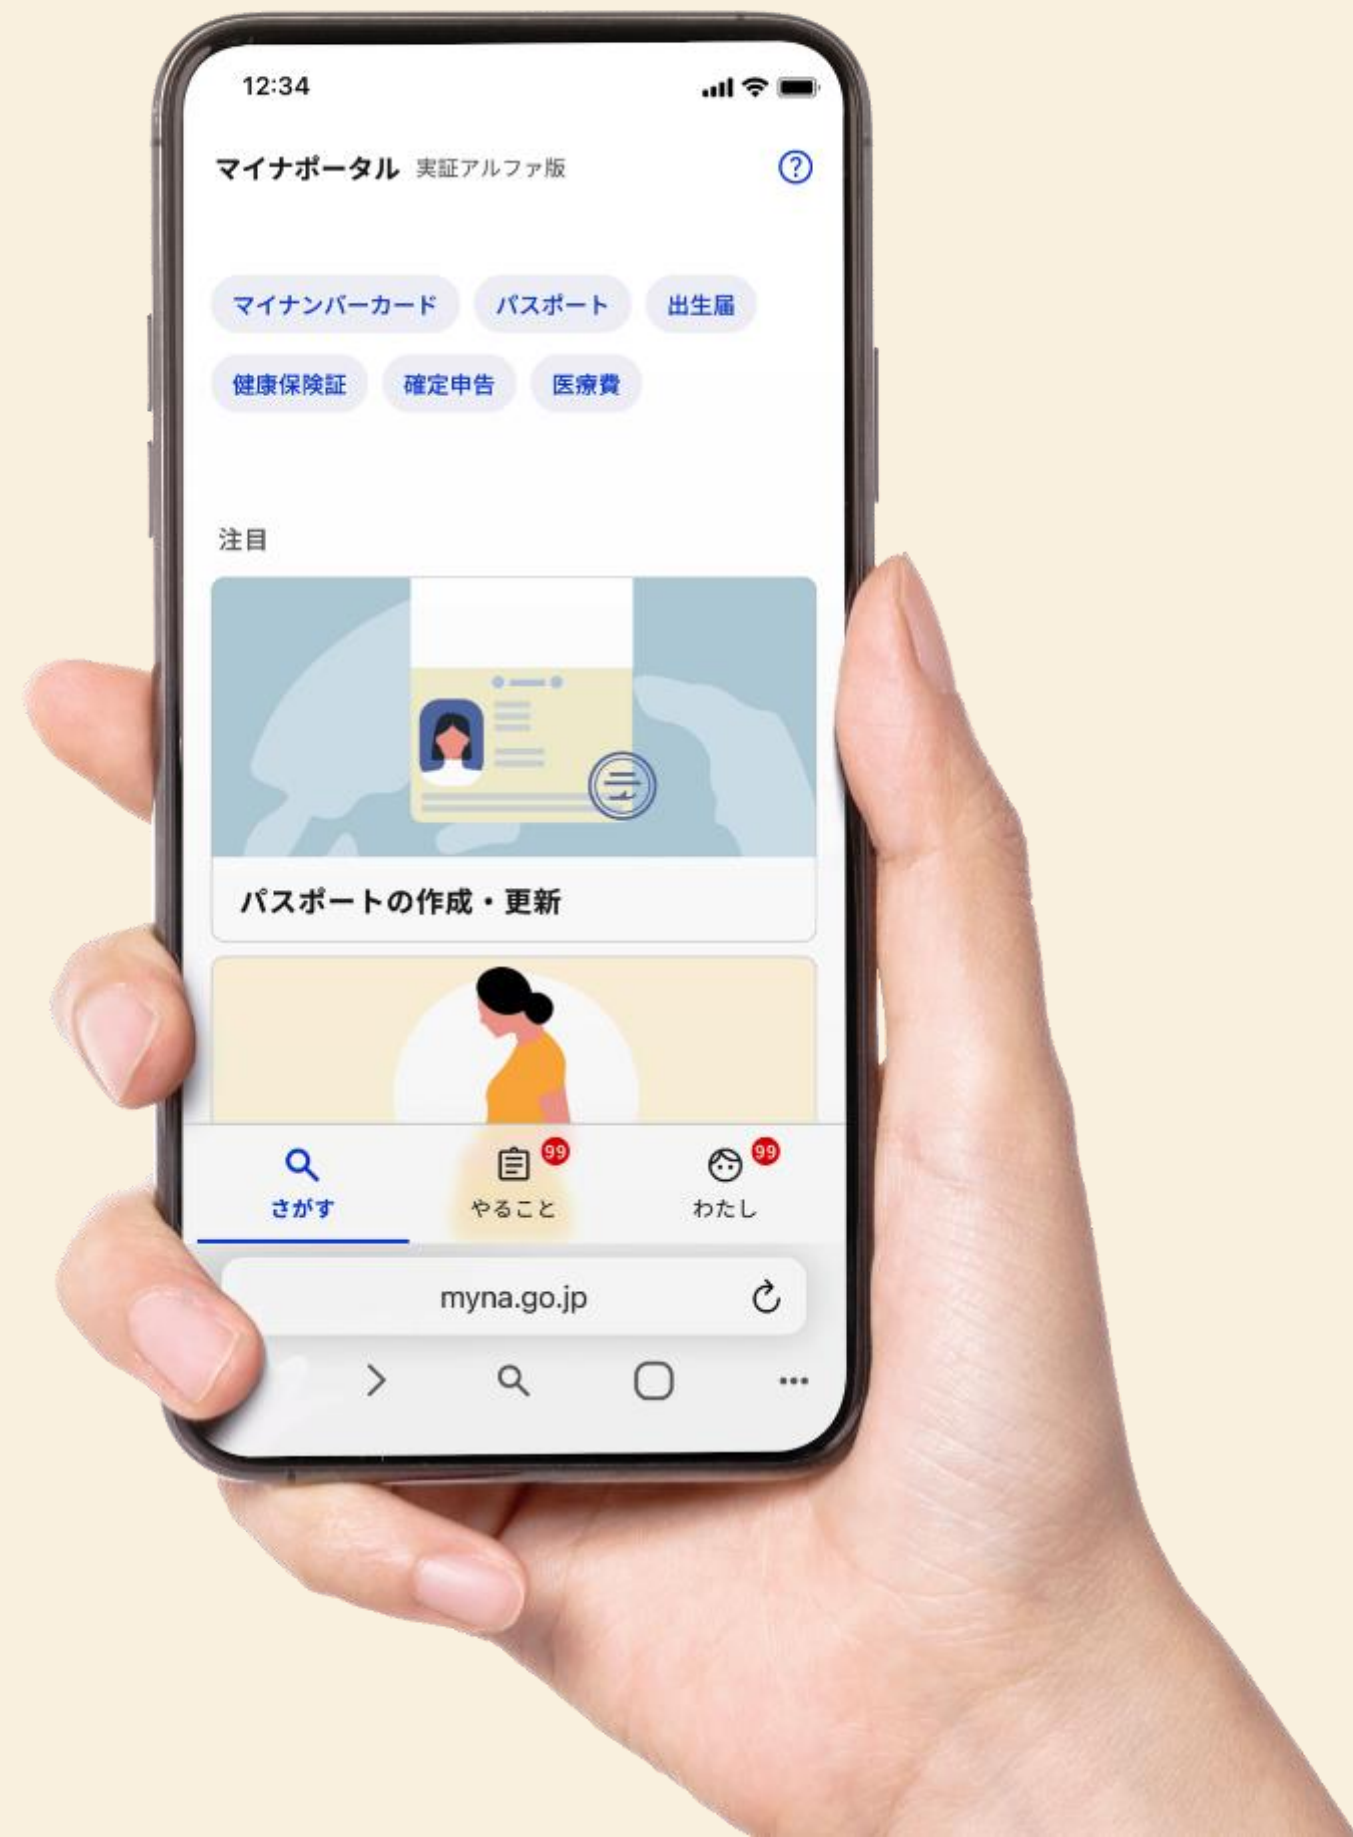 12:34
マイナポータル 実証アルファ版
マイナンバーカード パスポート 出生届
健康保険証 確定申告 医療費
注目
パスポートの作成・更新
99 99
さがす やること わたし
myna.go.jp